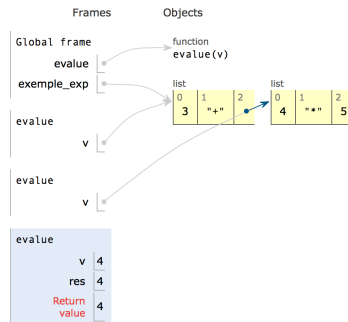 Frames Objects
Global frame
function
evalue
evalue(v)
exemple_exp
list list
0 1 2 0 1 2
3 "+" 4 "*" 5
evalue
v
evalue
v
evalue
v 4
res 4
Return
value 4